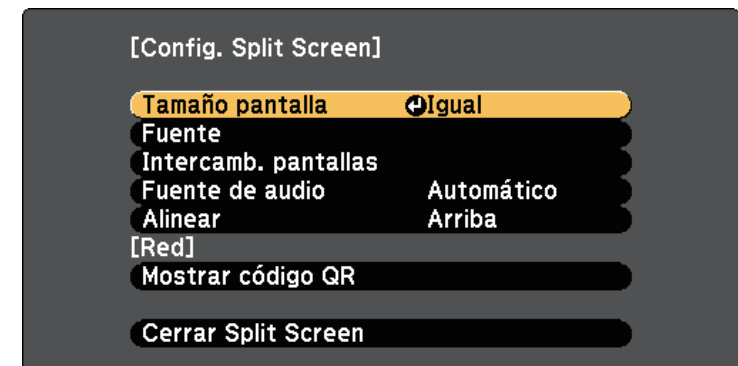 [Config. Split Screen]
Tamaño pantalla Igual
Fuente
Intercamb. pantallas
Fuente de audio Automático
Alinear Arriba
[Red]
Mostrar código QR
Cerrar Split Screen